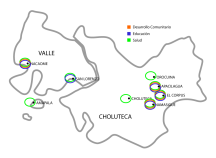 Desarrollo Comunitario
Educación
Salud
VALLE
NACAOME
SAN LORENZO
AMAPALA
OROCUINA
APACILAGUA
EL CORPUS
CHOLUTECA
NAMASIGUE
CHOLUTECA